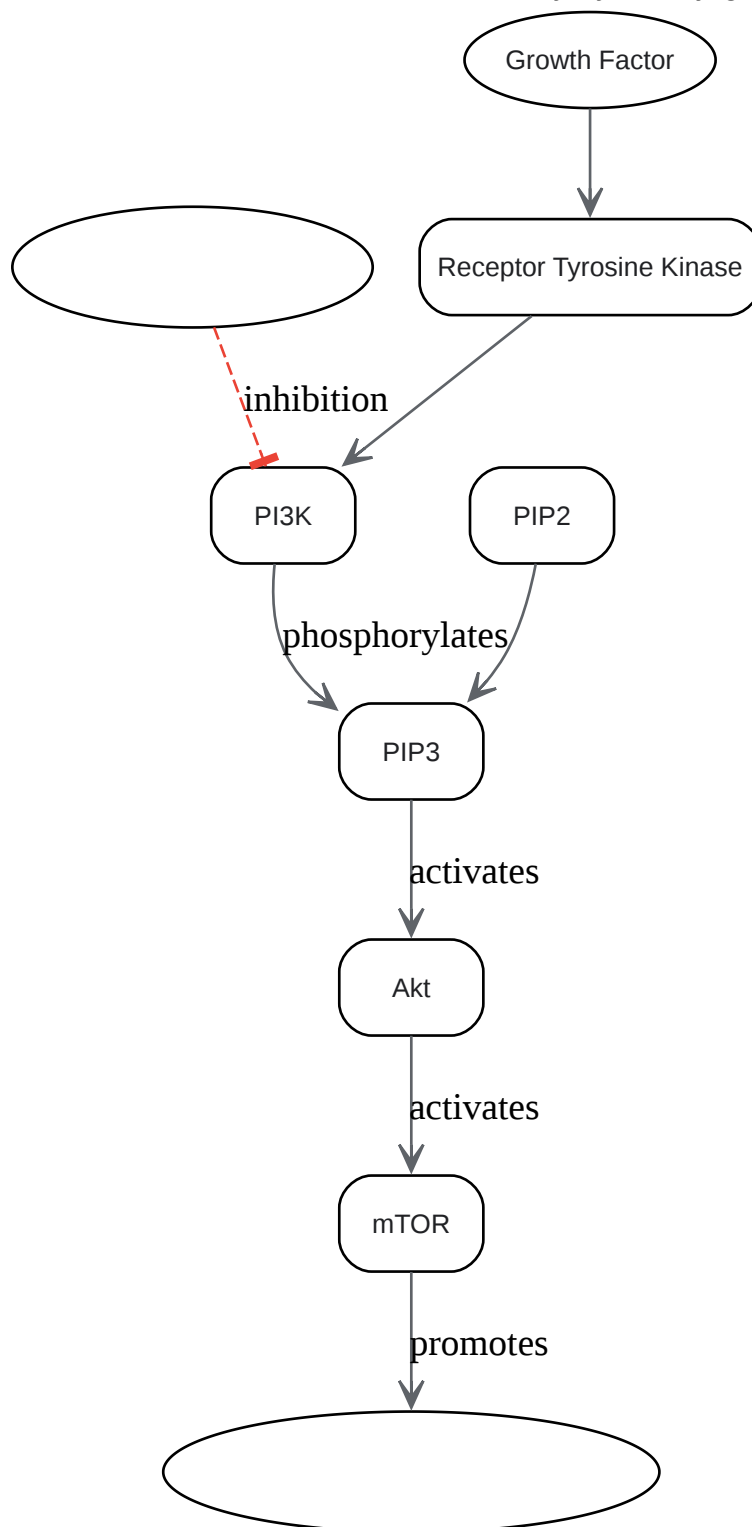 Growth Factor
Receptor Tyrosine Kinase
inhibition
PI3K
PIP2
phosphorylates
PIP3
activates
Akt
activates
mTOR
promotes